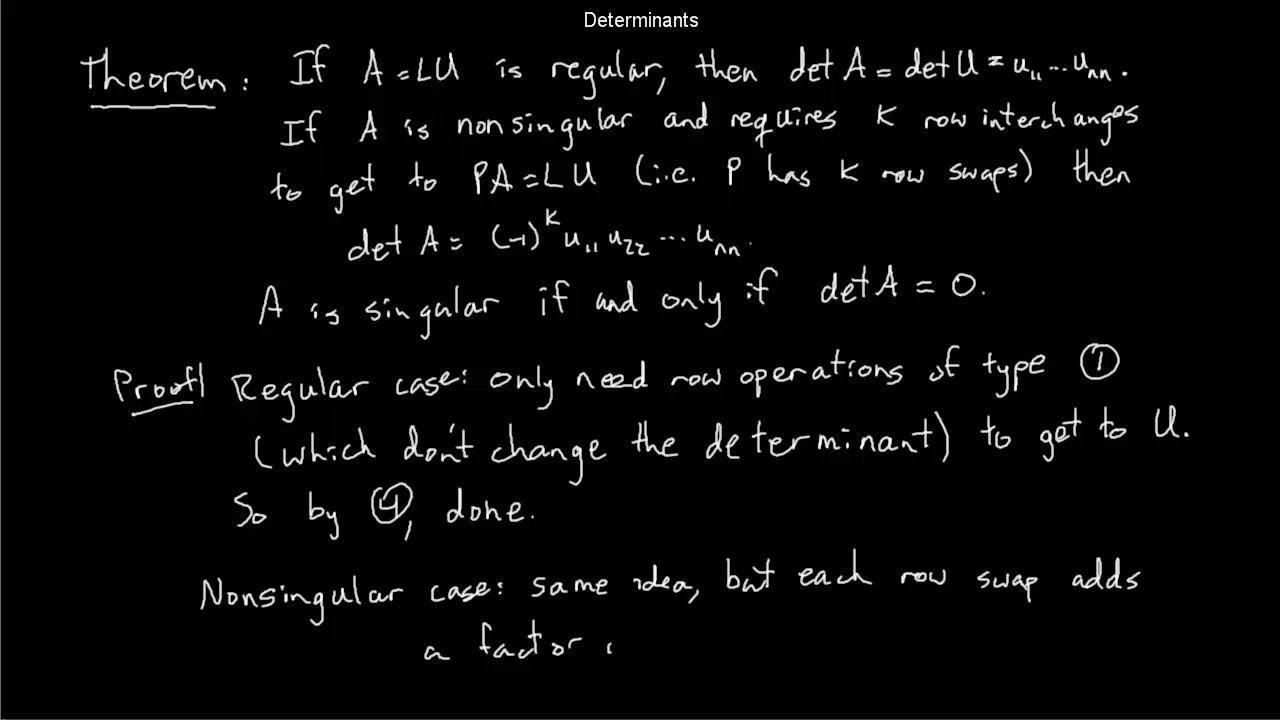 Determinants
Theorem: If A = LU is regular, then det A = det U = u₁₁ ⋯ uₙₙ.
If A is nonsingular and requires K row interchanges
to get to PA = LU (i.e. P has K row swaps) then
det A = (-1)ᴷ u₁₁ u₂₂ ⋯ uₙₙ.
A is singular if and only if det A = 0.
Proof| Regular case: only need row operations of type ①
(which don't change the determinant) to get to U.
So by ④, done.
Nonsingular case: same idea, but each row swap adds
a factor